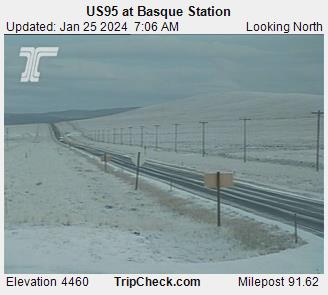 US95 at Basque Station
Updated: Jan 25 2024 7:06 AM Looking North
Elevation 4460 TripCheck.com Milepost 91.62